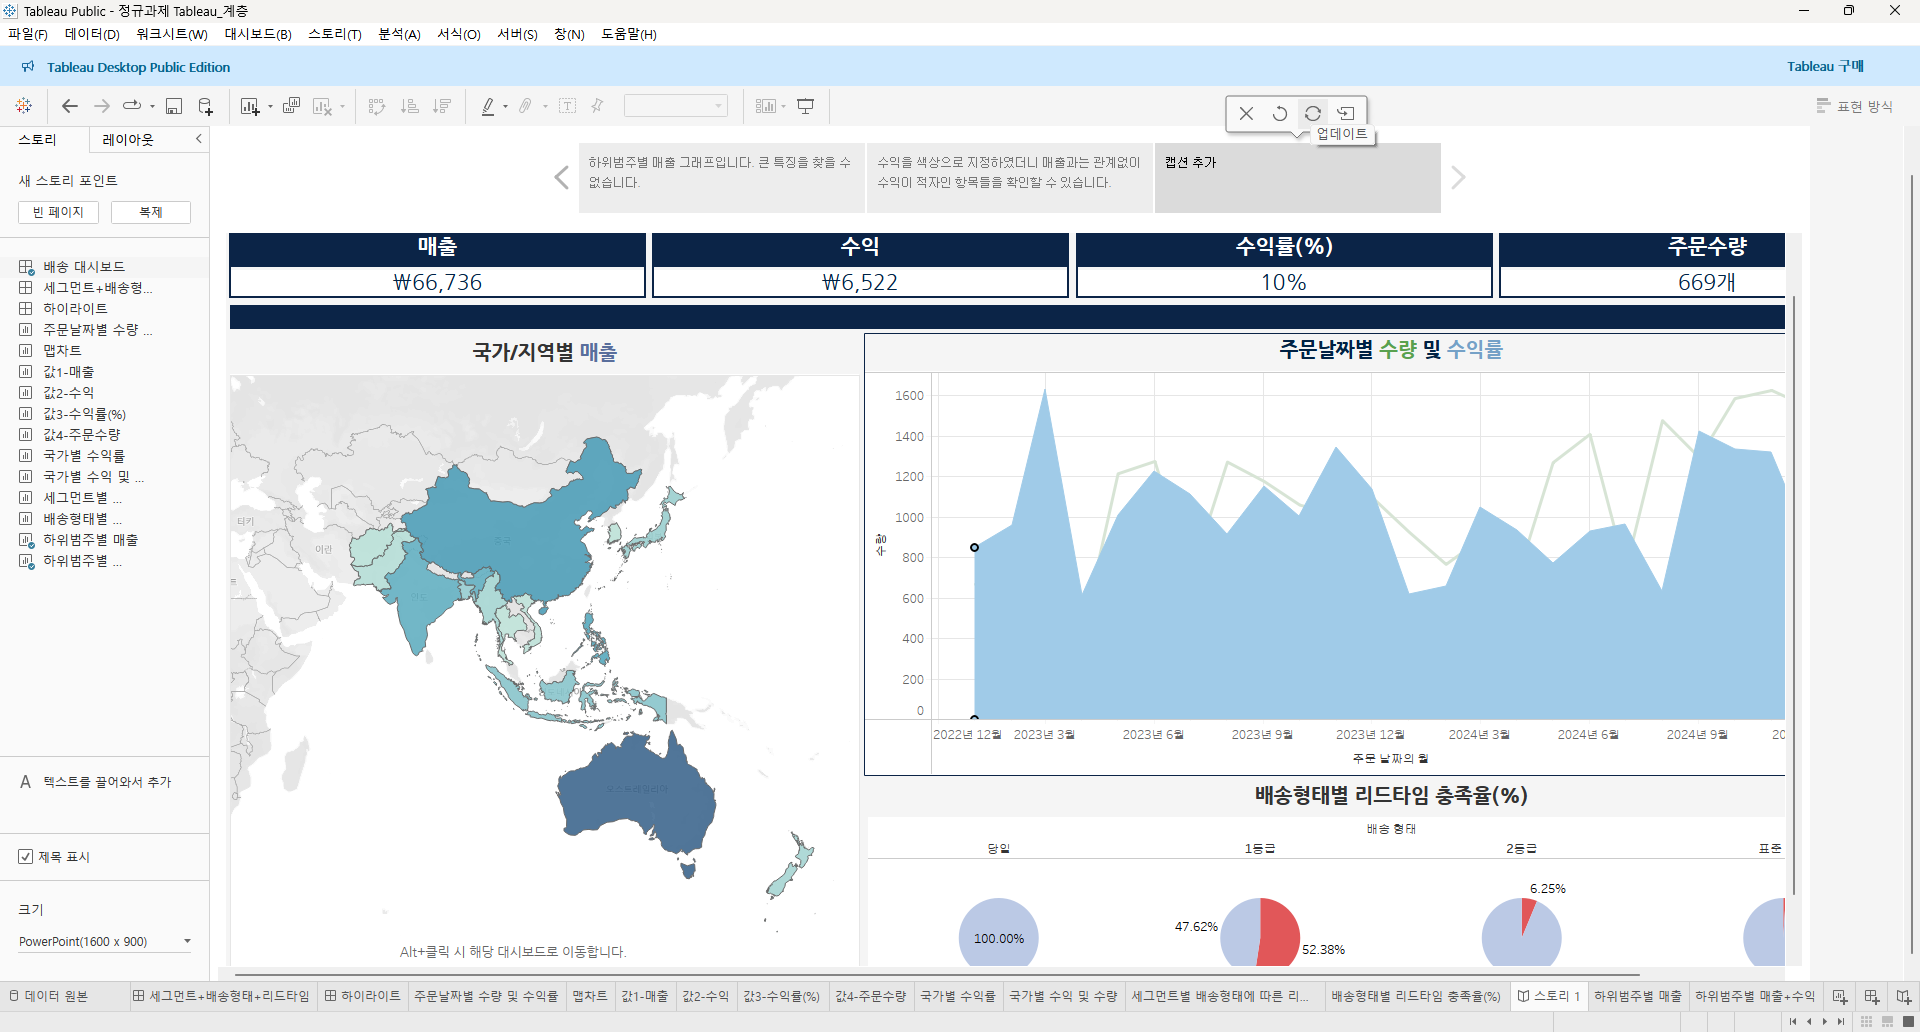 Tableau Public - 정규과제 Tableau_계층
파일(F) 데이터(D) 워크시트(W) 대시보드(B) 스토리(T) 분석(A) 서식(O) 서버(S) 창(N) 도움말(H)
Tableau Desktop Public Edition
Tableau 구매
표현 방식
업데이트
스토리 레이아웃
새 스토리 포인트
빈 페이지 복제
배송 대시보드
세그먼트+배송형...
하이라이트
주문날짜별 수량 ...
맵차트
값1-매출
값2-수익
값3-수익률(%)
값4-주문수량
국가별 수익률
국가별 수익 및 ...
세그먼트별 ...
배송형태별 ...
하위범주별 매출
하위범주별 ...
A 텍스트를 끌어와서 추가
제목 표시
크기
PowerPoint(1600 x 900)
하위범주별 매출 그래프입니다. 큰 특징을 찾을 수
없습니다.
수익을 색상으로 지정하였더니 매출과는 관계없이
수익이 적자인 항목들을 확인할 수 있습니다.
캡션 추가
매출 수익 수익률(%) 주문수량
₩66,736 ₩6,522 10% 669개
국가/지역별 매출
터키
이란
중국
인도
오스트레일리아
Alt+클릭 시 해당 대시보드로 이동합니다.
주문날짜별 수량 및 수익률
수량
1600
1400
1200
1000
800
600
400
200
0
2022년 12월 2023년 3월 2023년 6월 2023년 9월 2023년 12월 2024년 3월 2024년 6월 2024년 9월 20
주문 날짜의 월
배송형태별 리드타임 충족율(%)
배송 형태
당일 1등급 2등급 표준
100.00%
47.62%
52.38%
6.25%
데이터 원본 세그먼트+배송형태+리드타임 하이라이트 주문날짜별 수량 및 수익률 맵차트 값1-매출 값2-수익 값3-수익률(%) 값4-주문수량 국가별 수익률 국가별 수익 및 수량 세그먼트별 배송형태에 따른 리... 배송형태별 리드타임 충족율(%) 스토리 1 하위범주별 매출 하위범주별 매출+수익